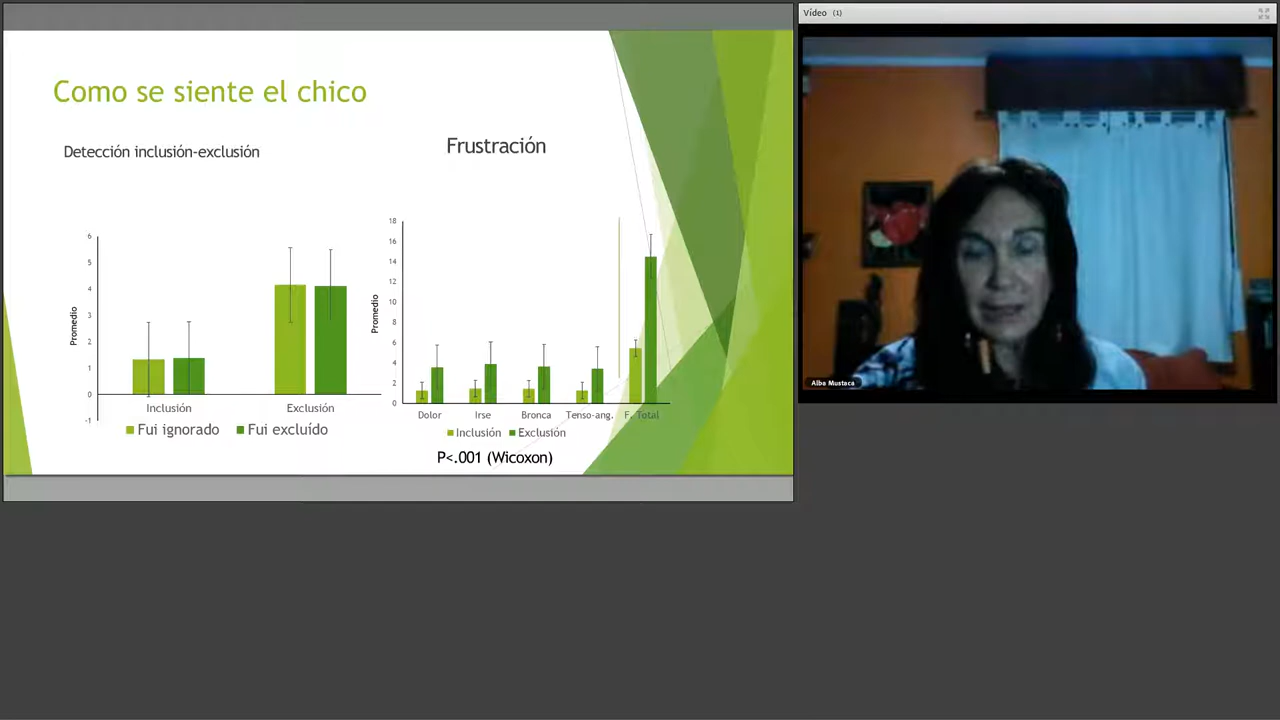 Como se siente el chico
Detección inclusión-exclusión
Promedio
6
5
4
3
2
1
0
-1
Inclusión
Exclusión
Fui ignorado
Fui excluído
Frustración
Promedio
18
16
14
12
10
8
6
4
2
0
Dolor
Irse
Bronca
Tenso-ang.
F. Total
Inclusión
Exclusión
P<.001 (Wicoxon)
Vídeo (1)
Alba Mustaca